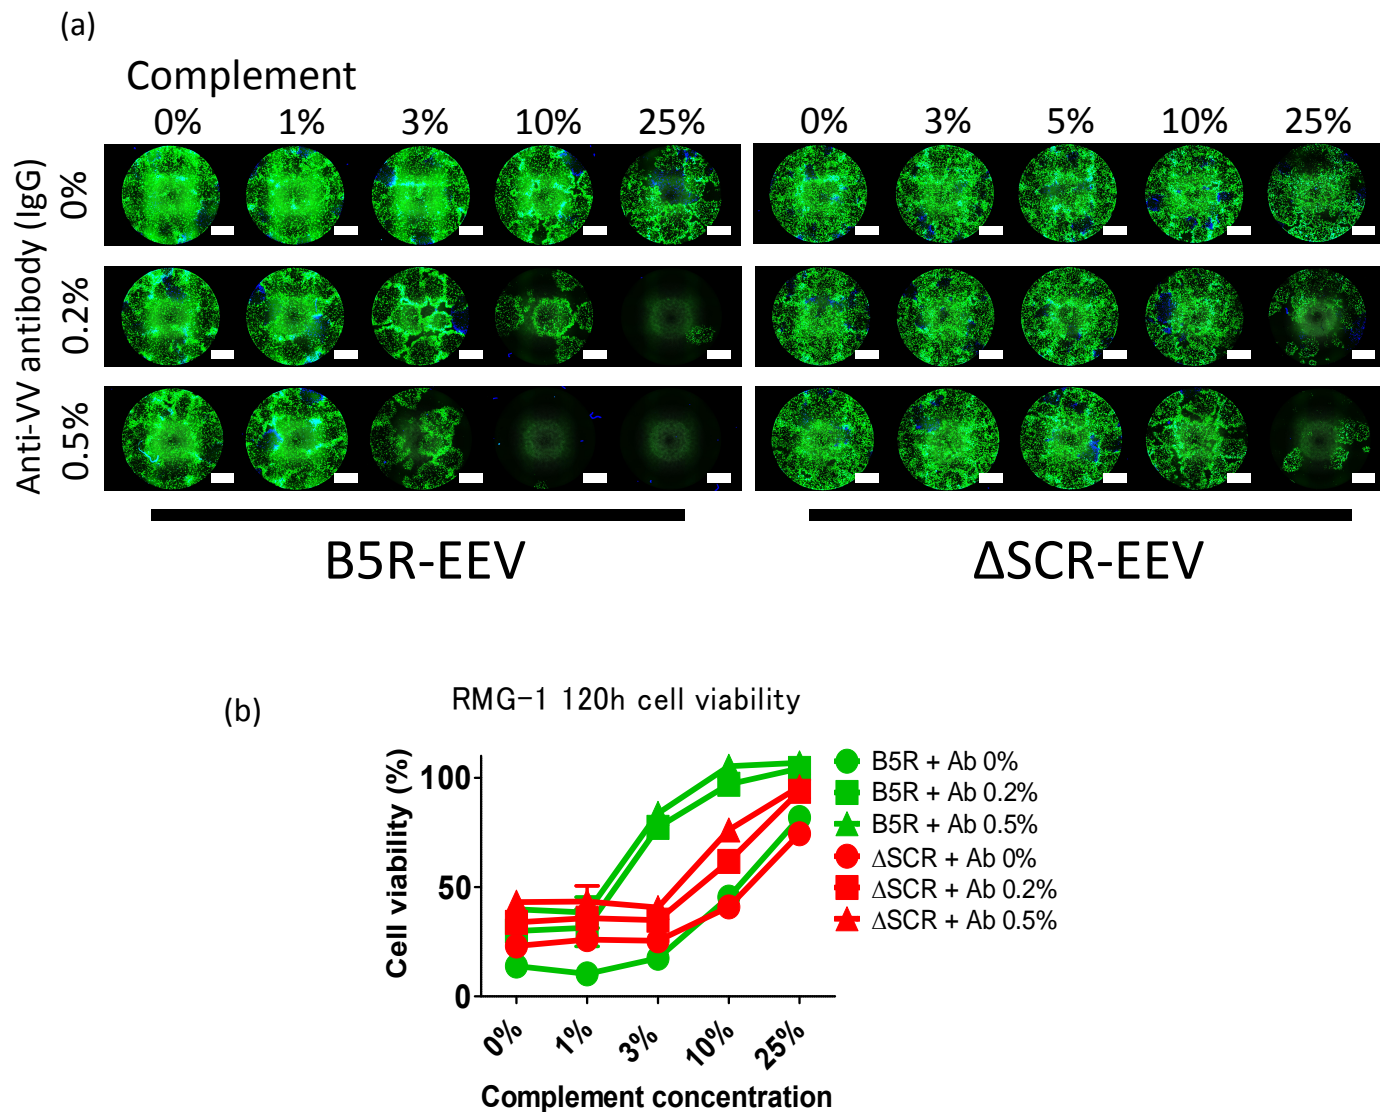 (a)
Complement
0% 1% 3% 10% 25% 0% 3% 5% 10% 25%
Anti-VV antibody (IgG)
0%
0.2%
0.5%
B5R-EEV ΔSCR-EEV
(b)
RMG-1 120h cell viability
Cell viability (%)
100
50
0
0% 1% 3% 10% 25%
Complement concentration
B5R + Ab 0%
B5R + Ab 0.2%
B5R + Ab 0.5%
ΔSCR + Ab 0%
ΔSCR + Ab 0.2%
ΔSCR + Ab 0.5%